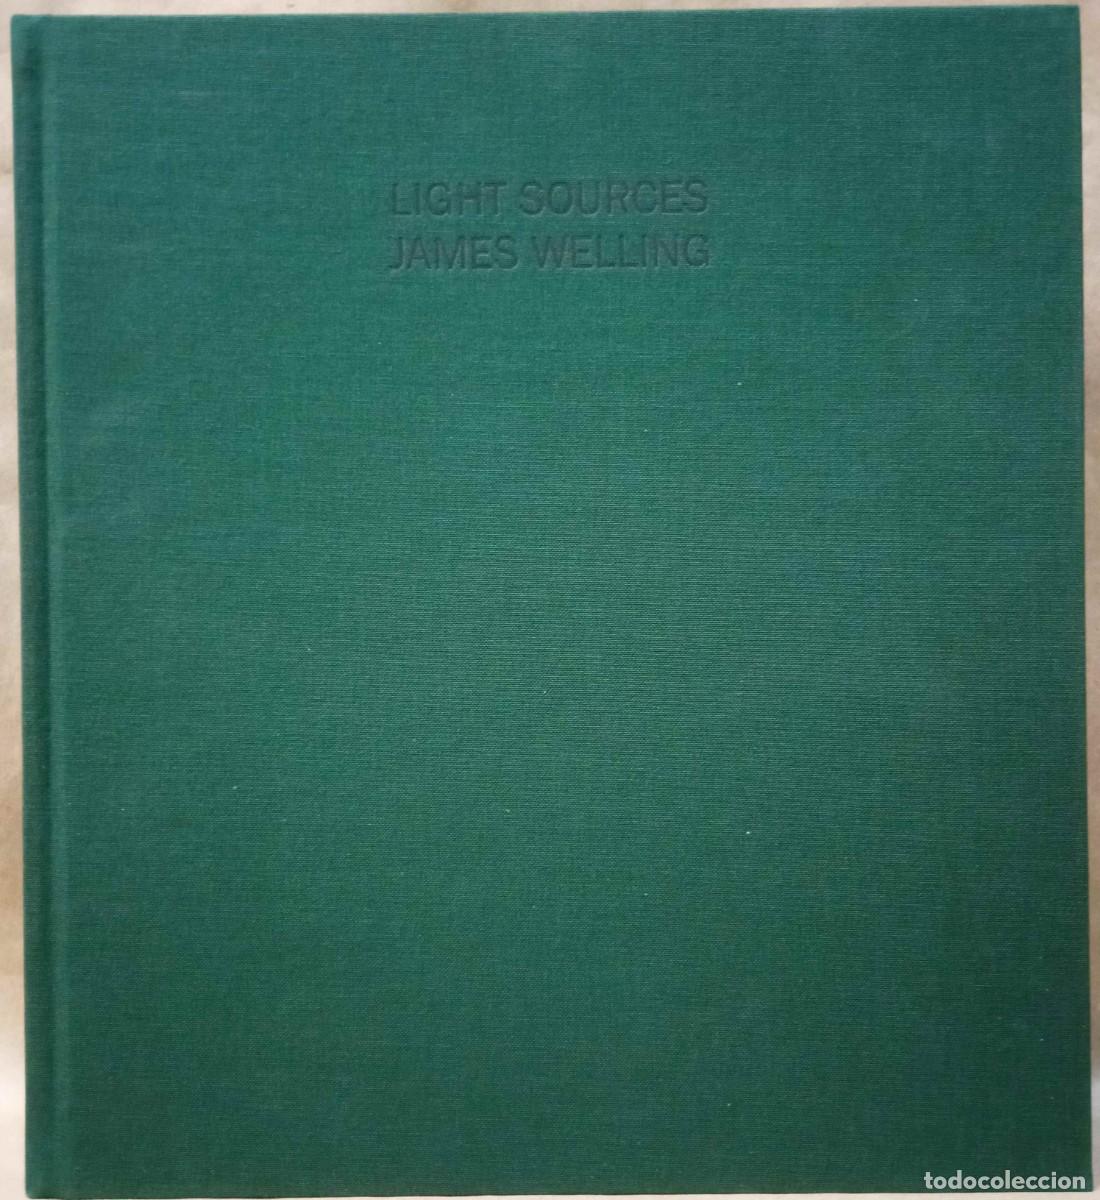 LIGHT SOURCES
JAMES WELLING
todocoleccion